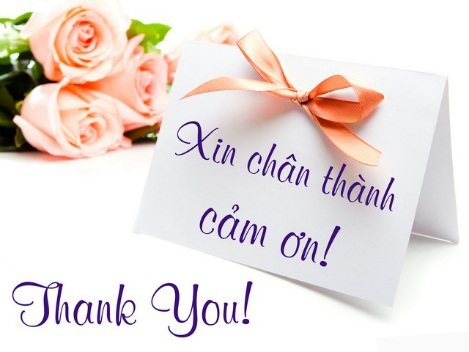 Xin chân thành
cảm ơn!
Thank You!